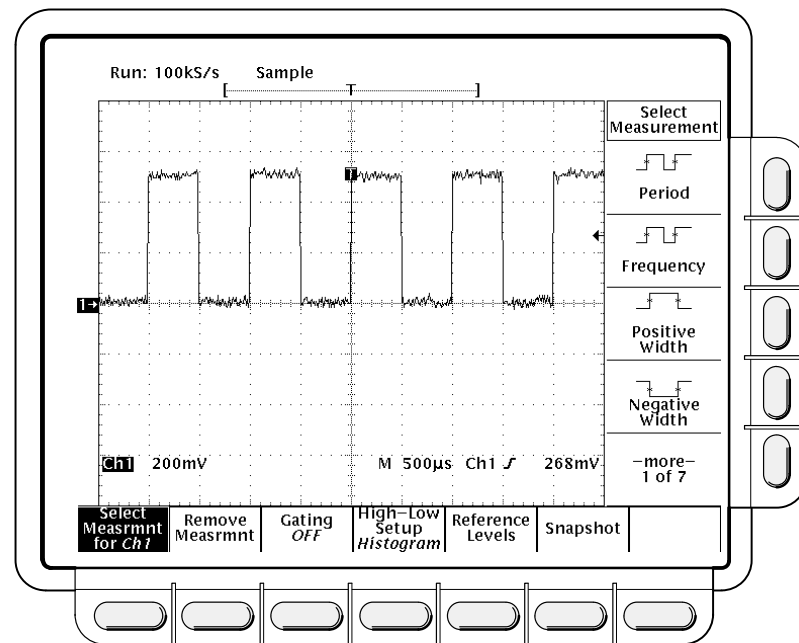 Run: 100kS/s Sample
[ T ]
Select
Measurement
Period
T
Frequency
1→
Positive
Width
Negative
Width
Ch1 200mV M 500µs Ch1 268mV
–more–
1 of 7
Select
Measrmnt
for Ch1
Remove
Measrmnt
Gating
OFF
High–Low
Setup
Histogram
Reference
Levels
Snapshot